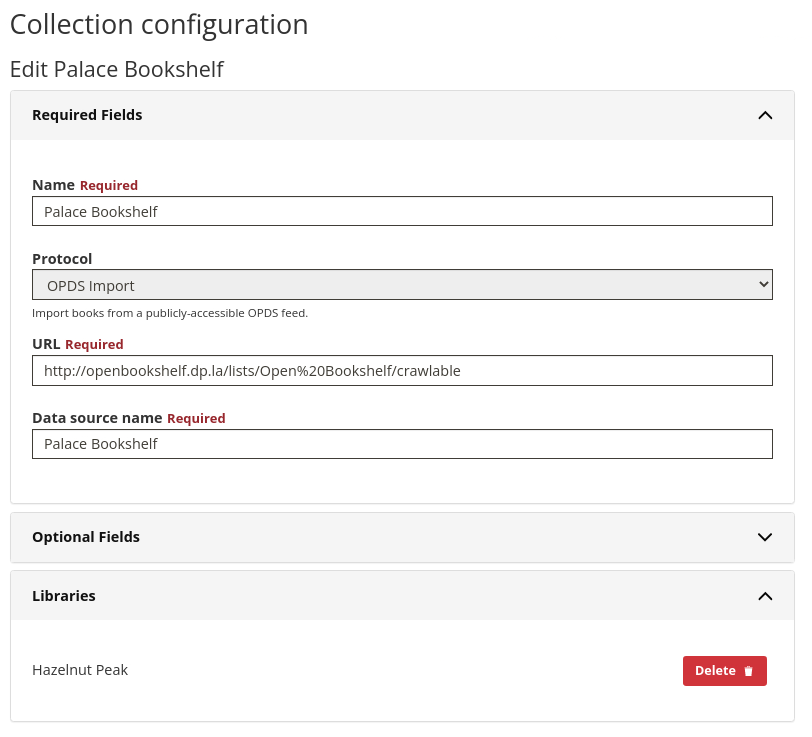 Collection configuration
Edit Palace Bookshelf
Required Fields
Name Required
Palace Bookshelf
Protocol
OPDS Import
Import books from a publicly-accessible OPDS feed.
URL Required
http://openbookshelf.dp.la/lists/Open%20Bookshelf/crawlable
Data source name Required
Palace Bookshelf
Optional Fields
Libraries
Hazelnut Peak
Delete